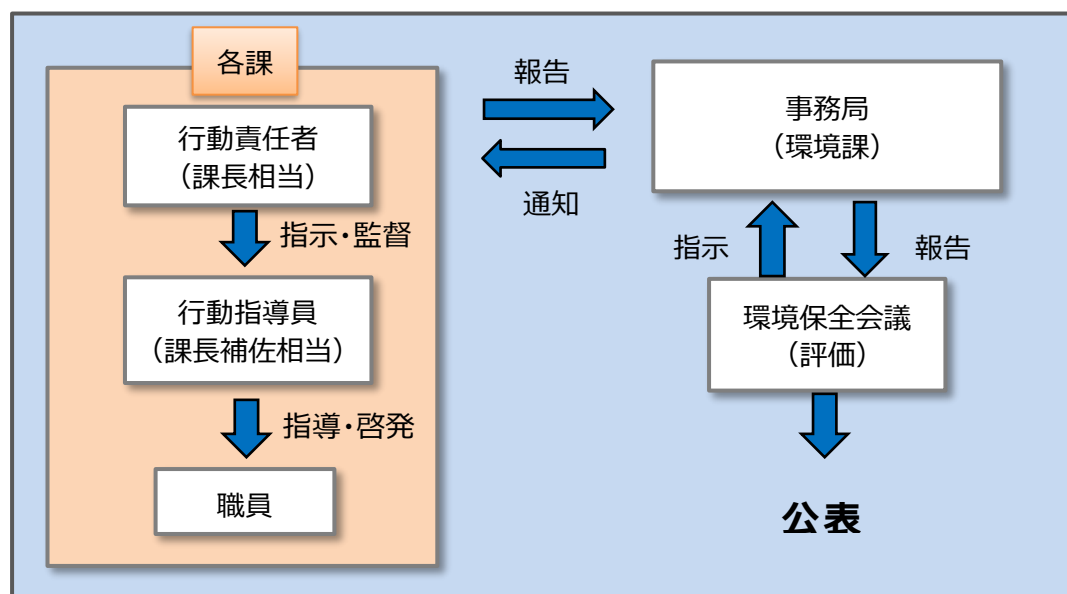 各課
行動責任者
（課長相当）
指示・監督
行動指導員
（課長補佐相当）
指導・啓発
職員
報告
通知
事務局
（環境課）
指示
報告
環境保全会議
（評価）
公表